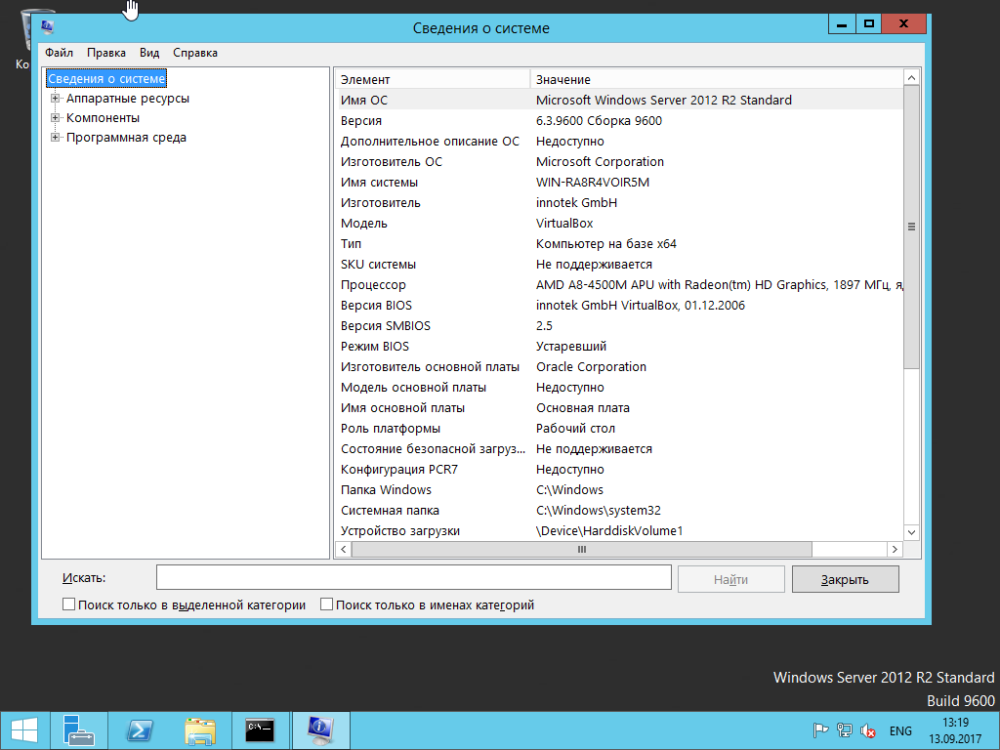 Ко
Сведения о системе
Файл Правка Вид Справка
Сведения о системе
Аппаратные ресурсы
Компоненты
Программная среда
Элемент Значение
Имя ОС Microsoft Windows Server 2012 R2 Standard
Версия 6.3.9600 Сборка 9600
Дополнительное описание ОС Недоступно
Изготовитель ОС Microsoft Corporation
Имя системы WIN-RA8R4VOIR5M
Изготовитель innotek GmbH
Модель VirtualBox
Тип Компьютер на базе x64
SKU системы Не поддерживается
Процессор AMD A8-4500M APU with Radeon(tm) HD Graphics, 1897 МГц, я
Версия BIOS innotek GmbH VirtualBox, 01.12.2006
Версия SMBIOS 2.5
Режим BIOS Устаревший
Изготовитель основной платы Oracle Corporation
Модель основной платы Недоступно
Имя основной платы Основная плата
Роль платформы Рабочий стол
Состояние безопасной загруз... Не поддерживается
Конфигурация PCR7 Недоступно
Папка Windows C:\Windows
Системная папка C:\Windows\system32
Устройство загрузки \Device\HarddiskVolume1
Искать: Найти Закрыть
Поиск только в выделенной категории Поиск только в именах категорий
Windows Server 2012 R2 Standard
Build 9600
C:\-
ENG 13:19
13.09.2017